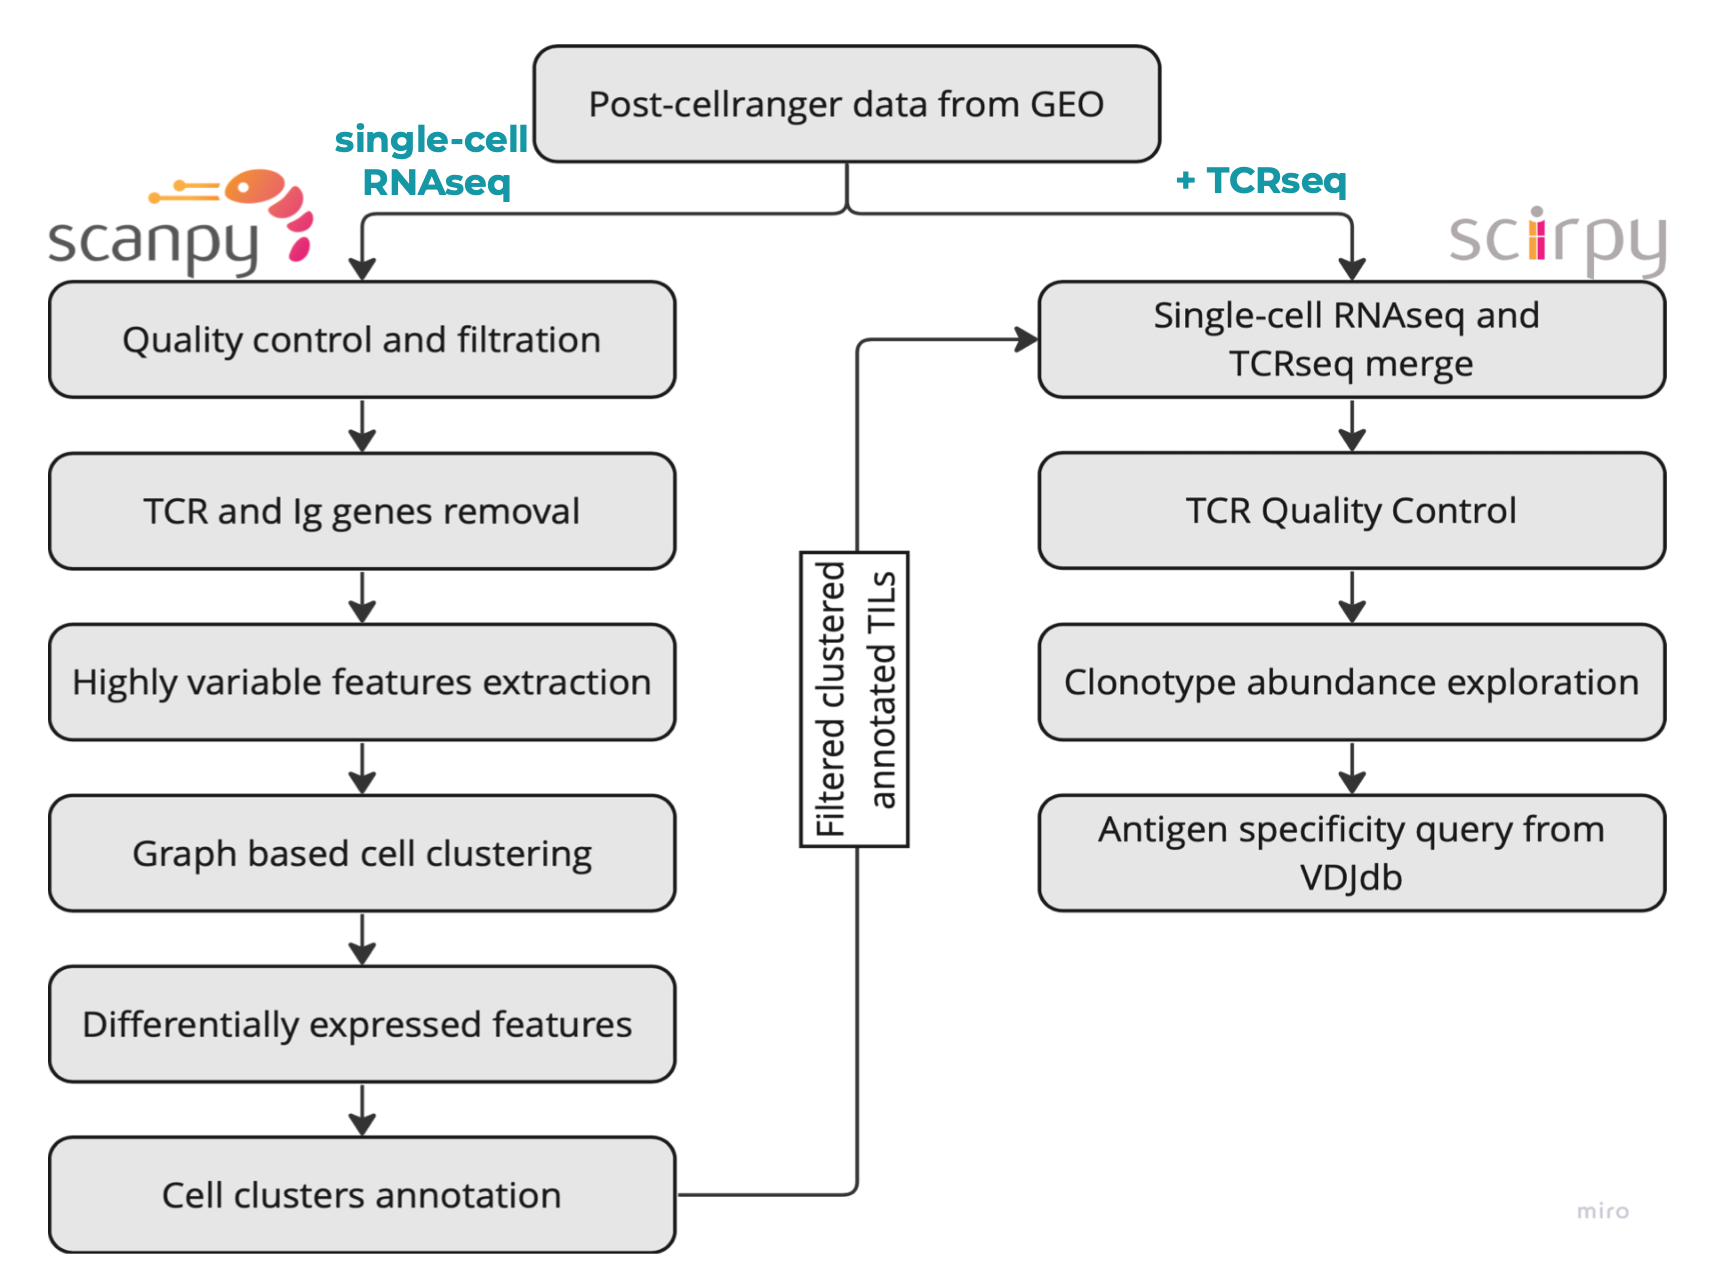 Post-cellranger data from GEO
single-cell
RNAseq
+ TCRseq
scanpy
scirpy
Quality control and filtration
TCR and Ig genes removal
Highly variable features extraction
Graph based cell clustering
Differentially expressed features
Cell clusters annotation
Filtered clustered
annotated TILs
Single-cell RNAseq and
TCRseq merge
TCR Quality Control
Clonotype abundance exploration
Antigen specificity query from
VDJdb
miro